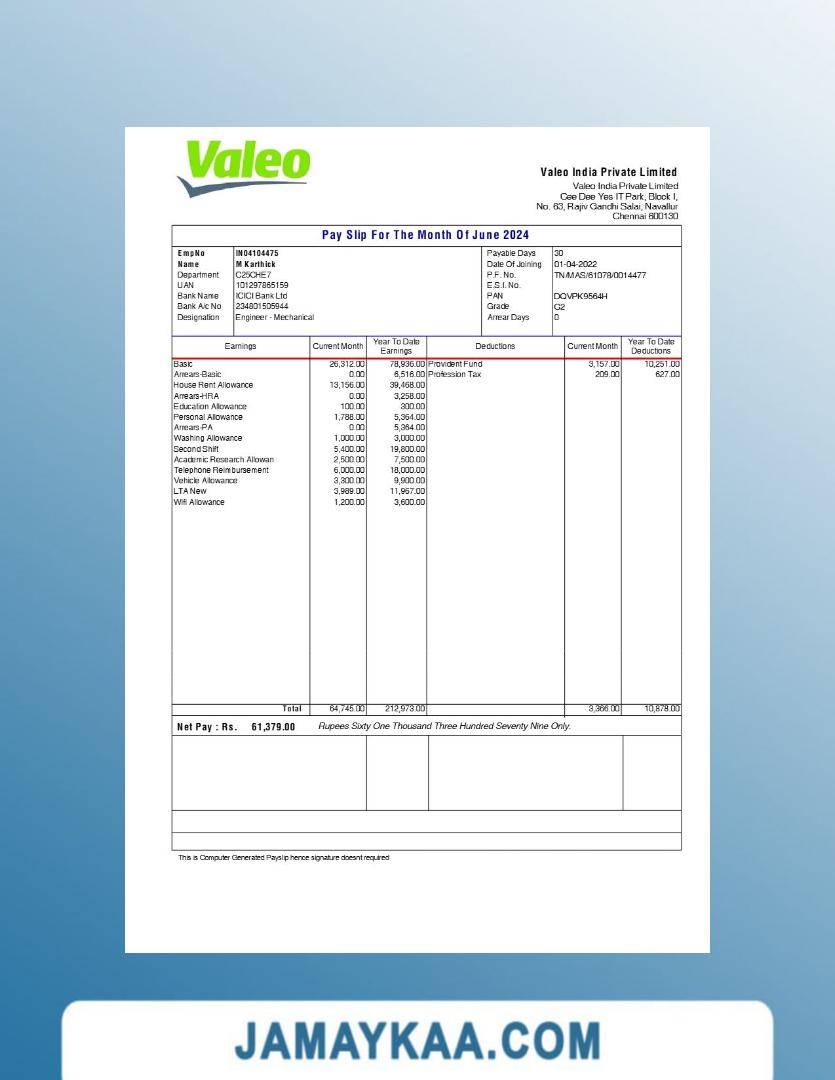 Valeo
Valeo India Private Limited
Valeo India Private Limited
Cee Dee Yes IT Park, Block I,
No. 63, Rajiv Gandhi Salai, Navallur
Chennai 600130
Pay Slip For The Month Of June 2024
EmpNo IN04104475 Payable Days 30
Name M Karthick Date Of Joining 01-04-2022
Department C25CHE7 P.F. No. TN/MAS/61078/0014477
UAN 101297865159 E.S.I. No.
Bank Name ICICI Bank Ltd PAN DQVPK9564H
Bank A/c No 234801505944 Grade C2
Designation Engineer - Mechanical Arrear Days 0
Earnings Current Month Year To Date Earnings Deductions Current Month Year To Date Deductions
Basic 26,312.00 78,936.00 Provident Fund 3,157.00 10,251.00
Arrears-Basic 0.00 6,516.00 Profession Tax 209.00 627.00
House Rent Allowance 13,156.00 39,468.00
Arrears-HRA 0.00 3,258.00
Education Allowance 100.00 300.00
Personal Allowance 1,788.00 5,364.00
Arrears-PA 0.00 5,364.00
Washing Allowance 1,000.00 3,000.00
Second Shift 5,400.00 19,800.00
Academic Research Allowan 2,500.00 7,500.00
Telephone Reimbursement 6,000.00 18,000.00
Vehicle Allowance 3,300.00 9,900.00
LTA New 3,989.00 11,967.00
Wifi Allowance 1,200.00 3,600.00
Total 64,745.00 212,973.00 3,366.00 10,878.00
Net Pay : Rs. 61,379.00 Rupees Sixty One Thousand Three Hundred Seventy Nine Only.
This is Computer Generated Payslip hence signature doesnt required
JAMAYKAA.COM